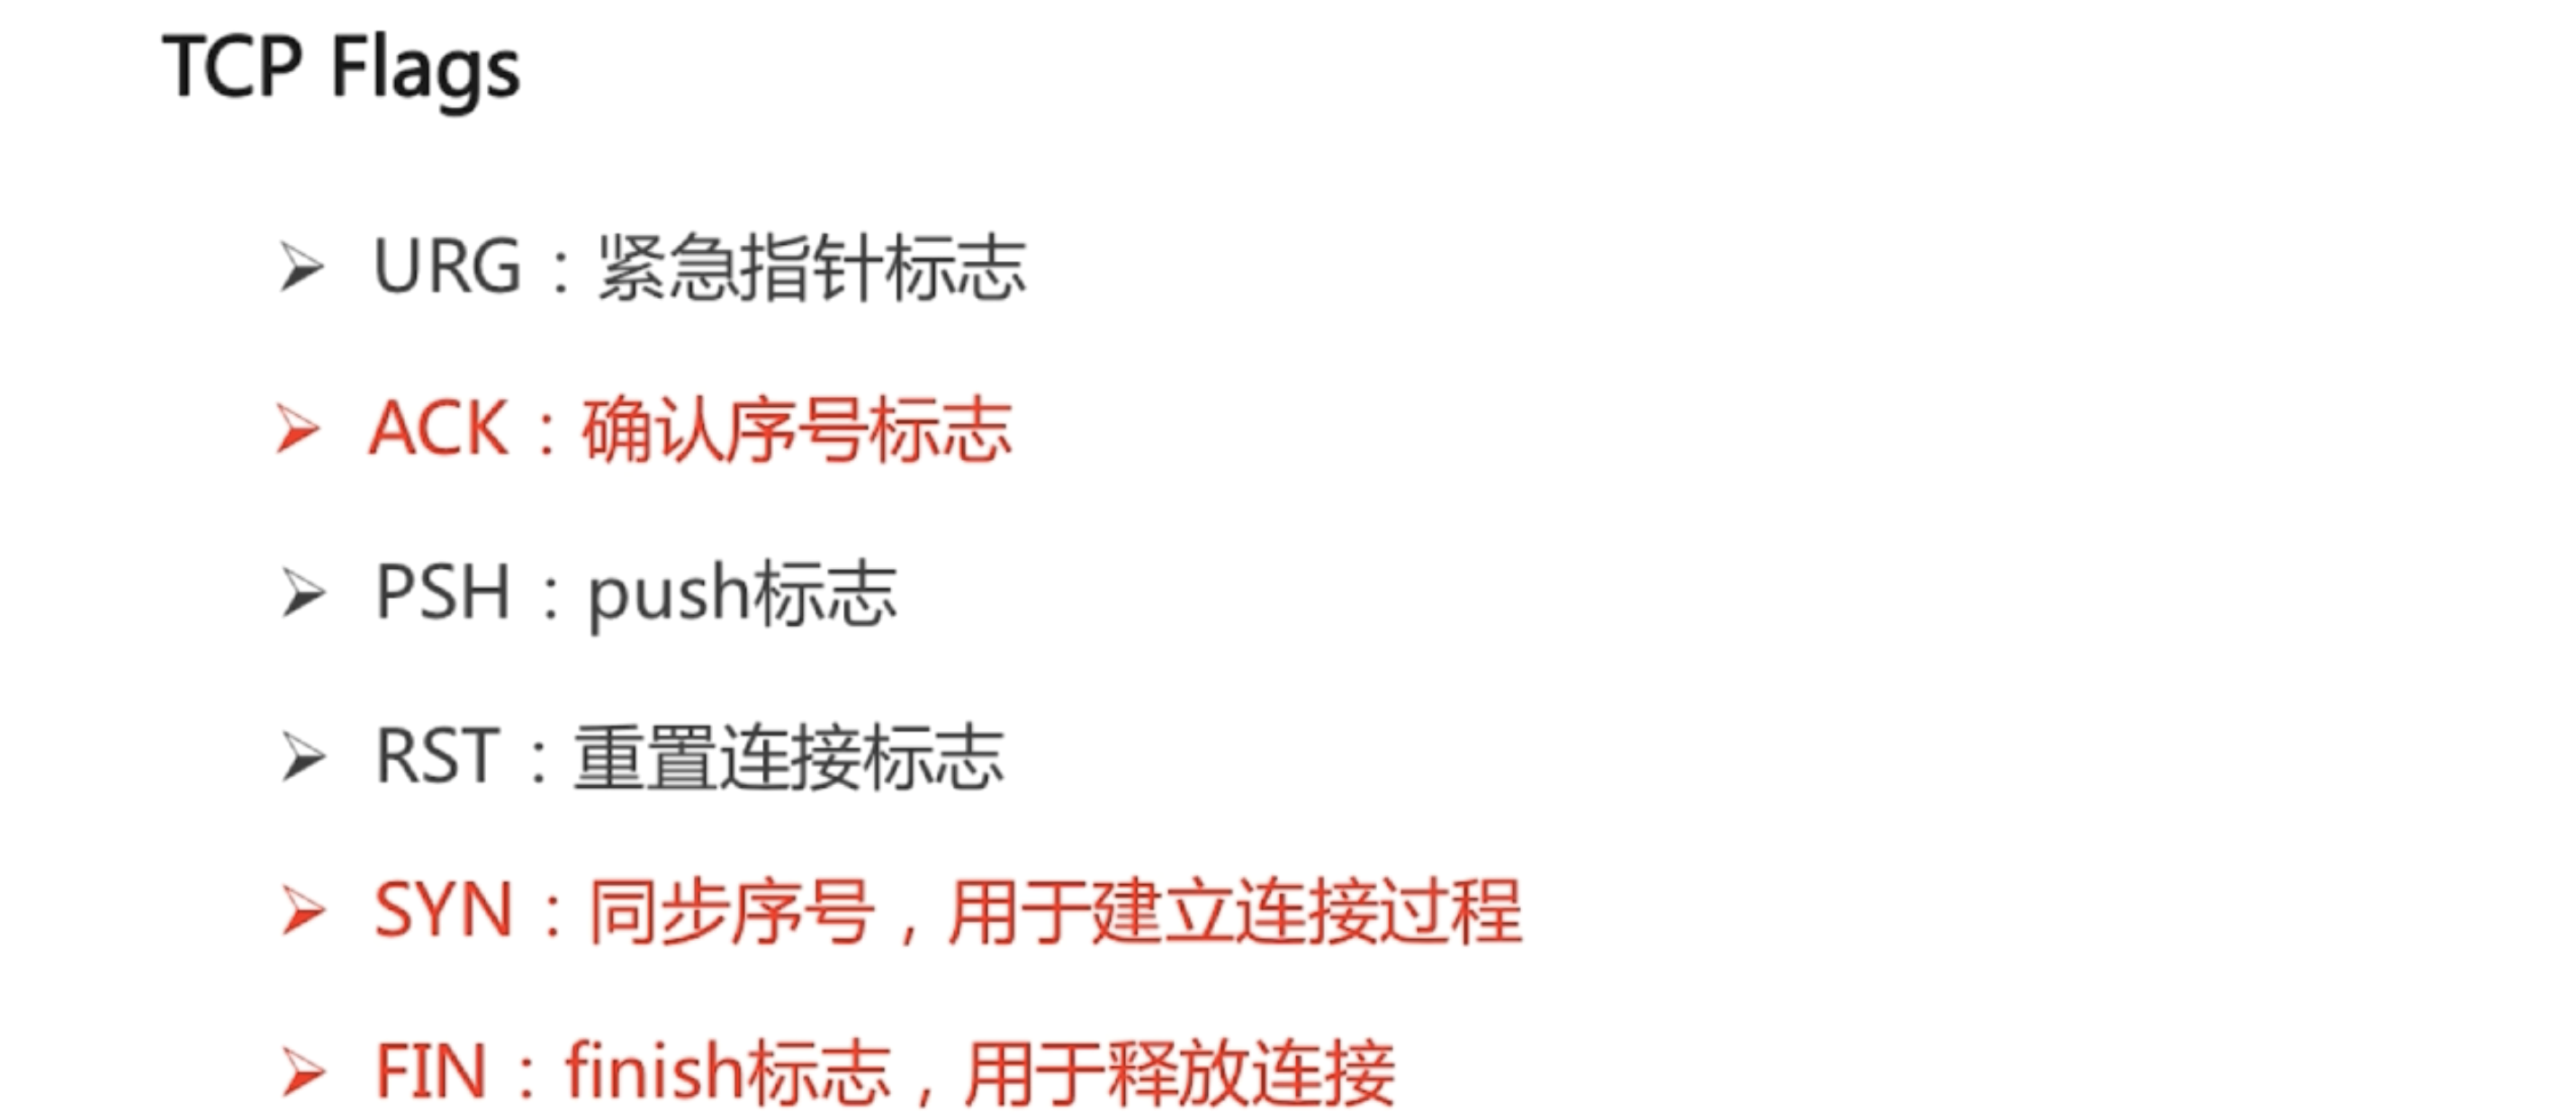 TCP Flags
URG：紧急指针标志
ACK：确认序号标志
PSH：push标志
RST：重置连接标志
SYN：同步序号，用于建立连接过程
FIN：finish标志，用于释放连接